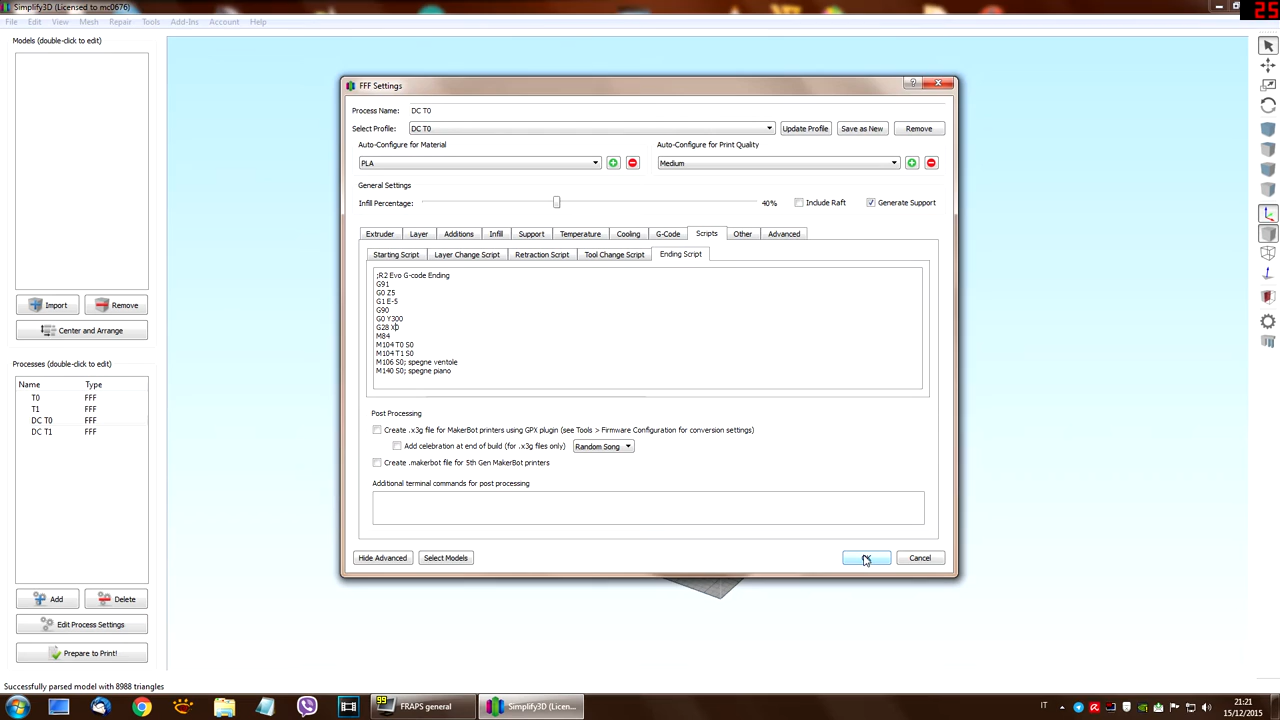 Simplify3D (Licensed to mc0676)
25
File Edit View Mesh Repair Tools Add-Ins Account Help
Models (double-click to edit)
Import Remove
Center and Arrange
Processes (double-click to edit)
Name Type
T0 FFF
T1 FFF
DC T0 FFF
DC T1 FFF
Add Delete
Edit Process Settings
Prepare to Print!
Successfully parsed model with 8988 triangles
FFF Settings
Process Name: DC T0
Select Profile: DC T0 Update Profile Save as New Remove
Auto-Configure for Material Auto-Configure for Print Quality
PLA Medium
General Settings
Infill Percentage: 40% Include Raft Generate Support
Extruder Layer Additions Infill Support Temperature Cooling G-Code Scripts Other Advanced
Starting Script Layer Change Script Retraction Script Tool Change Script Ending Script
;R2 Evo G-code Ending
G91
G0 Z5
G1 E-5
G90
G0 Y300
G28 X0
M84
M104 T0 S0
M104 T1 S0
M106 S0; spegne ventole
M140 S0; spegne piano
Post Processing
Create .x3g file for MakerBot printers using GPX plugin (see Tools > Firmware Configuration for conversion settings)
Add celebration at end of build (for .x3g files only) Random Song
Create .makerbot file for 5th Gen MakerBot printers
Additional terminal commands for post processing
Hide Advanced Select Models Cancel
99 FRAPS general Simplify3D (Licen... IT 21:21
15/12/2015